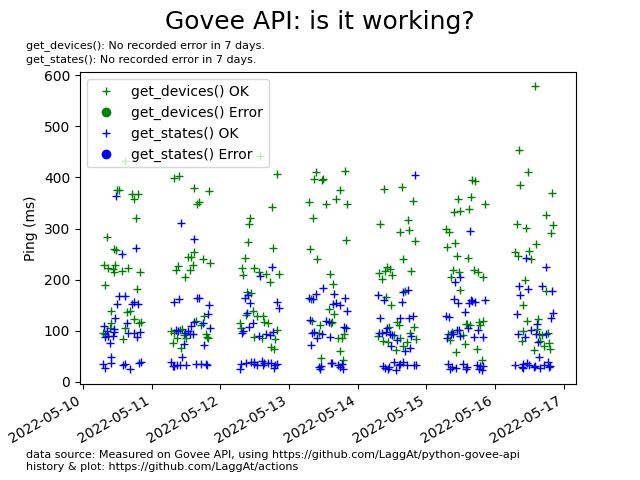 Govee API: is it working?
get_devices(): No recorded error in 7 days.
get_states(): No recorded error in 7 days.
get_devices() OK
get_devices() Error
get_states() OK
get_states() Error
Ping (ms)
600
500
400
300
200
100
0
2022-05-10
2022-05-11
2022-05-12
2022-05-13
2022-05-14
2022-05-15
2022-05-16
2022-05-17
data source: Measured on Govee API, using https://github.com/LaggAt/python-govee-api
history & plot: https://github.com/LaggAt/actions